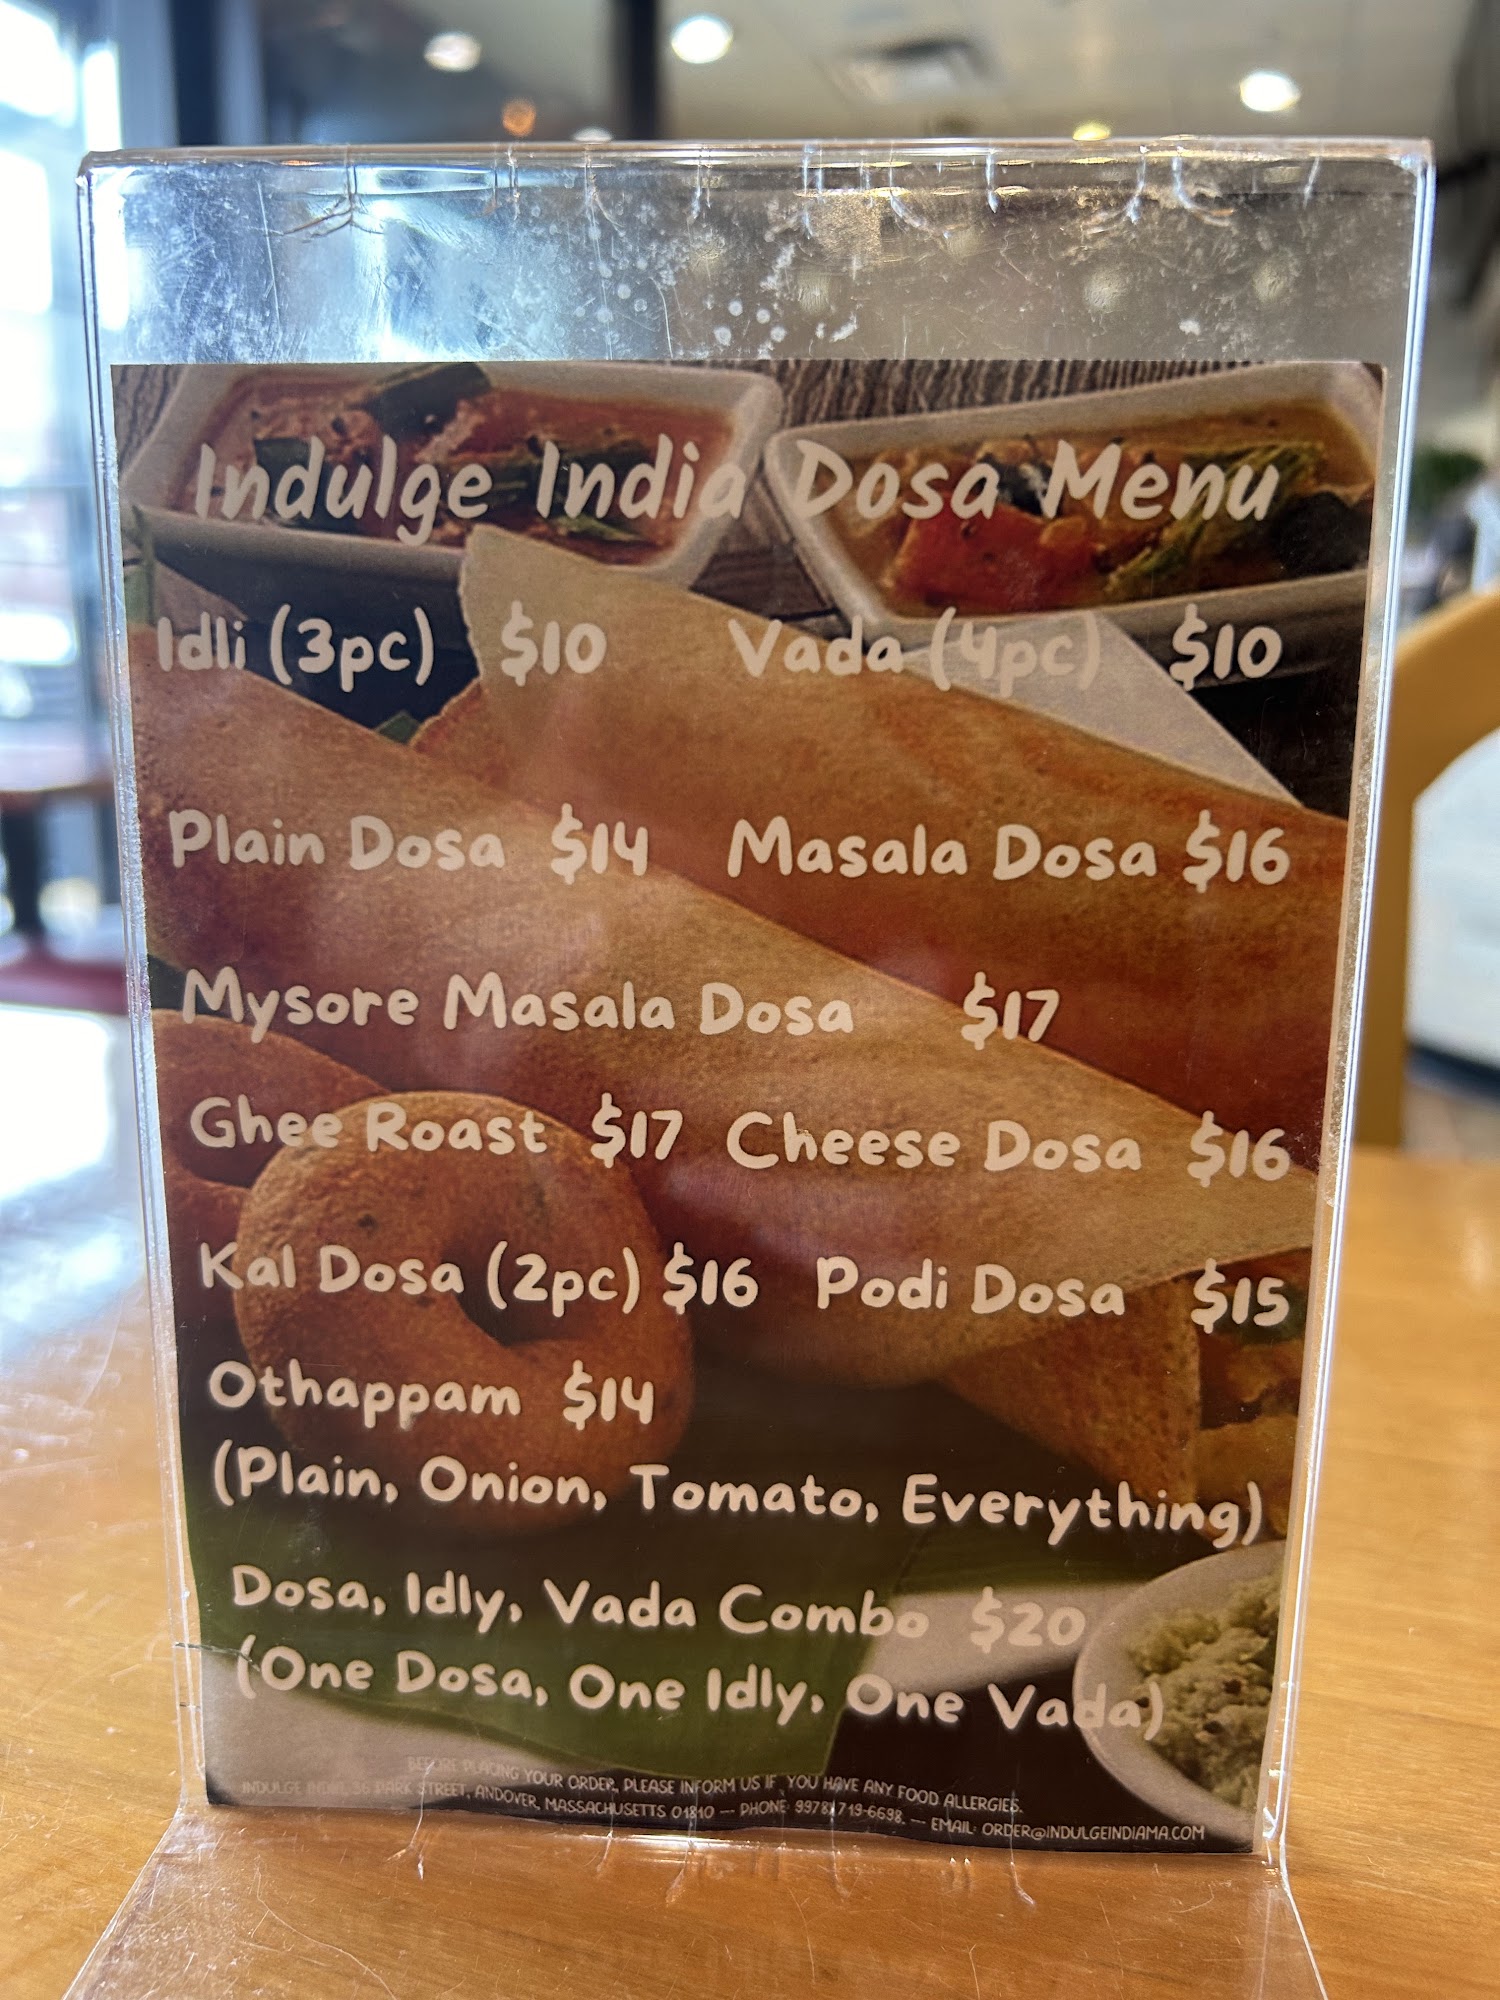 Indulge India Dosa Menu
Idli (3pc) $10 Vada (4pc) $10
Plain Dosa $14 Masala Dosa $16
Mysore Masala Dosa $17
Ghee Roast $17 Cheese Dosa $16
Kal Dosa (2pc) $16 Podi Dosa $15
Othappam $14
(Plain, Onion, Tomato, Everything)
Dosa, Idly, Vada Combo $20
(One Dosa, One Idly, One Vada)
BEFORE PLACING YOUR ORDER, PLEASE INFORM US IF YOU HAVE ANY FOOD ALLERGIES.
INDULGE INDIA, 36 PARK STREET, ANDOVER, MASSACHUSETTS 01810 -- PHONE: 719-6698. -- EMAIL: ORDER@INDULGEINDIAMA.COM